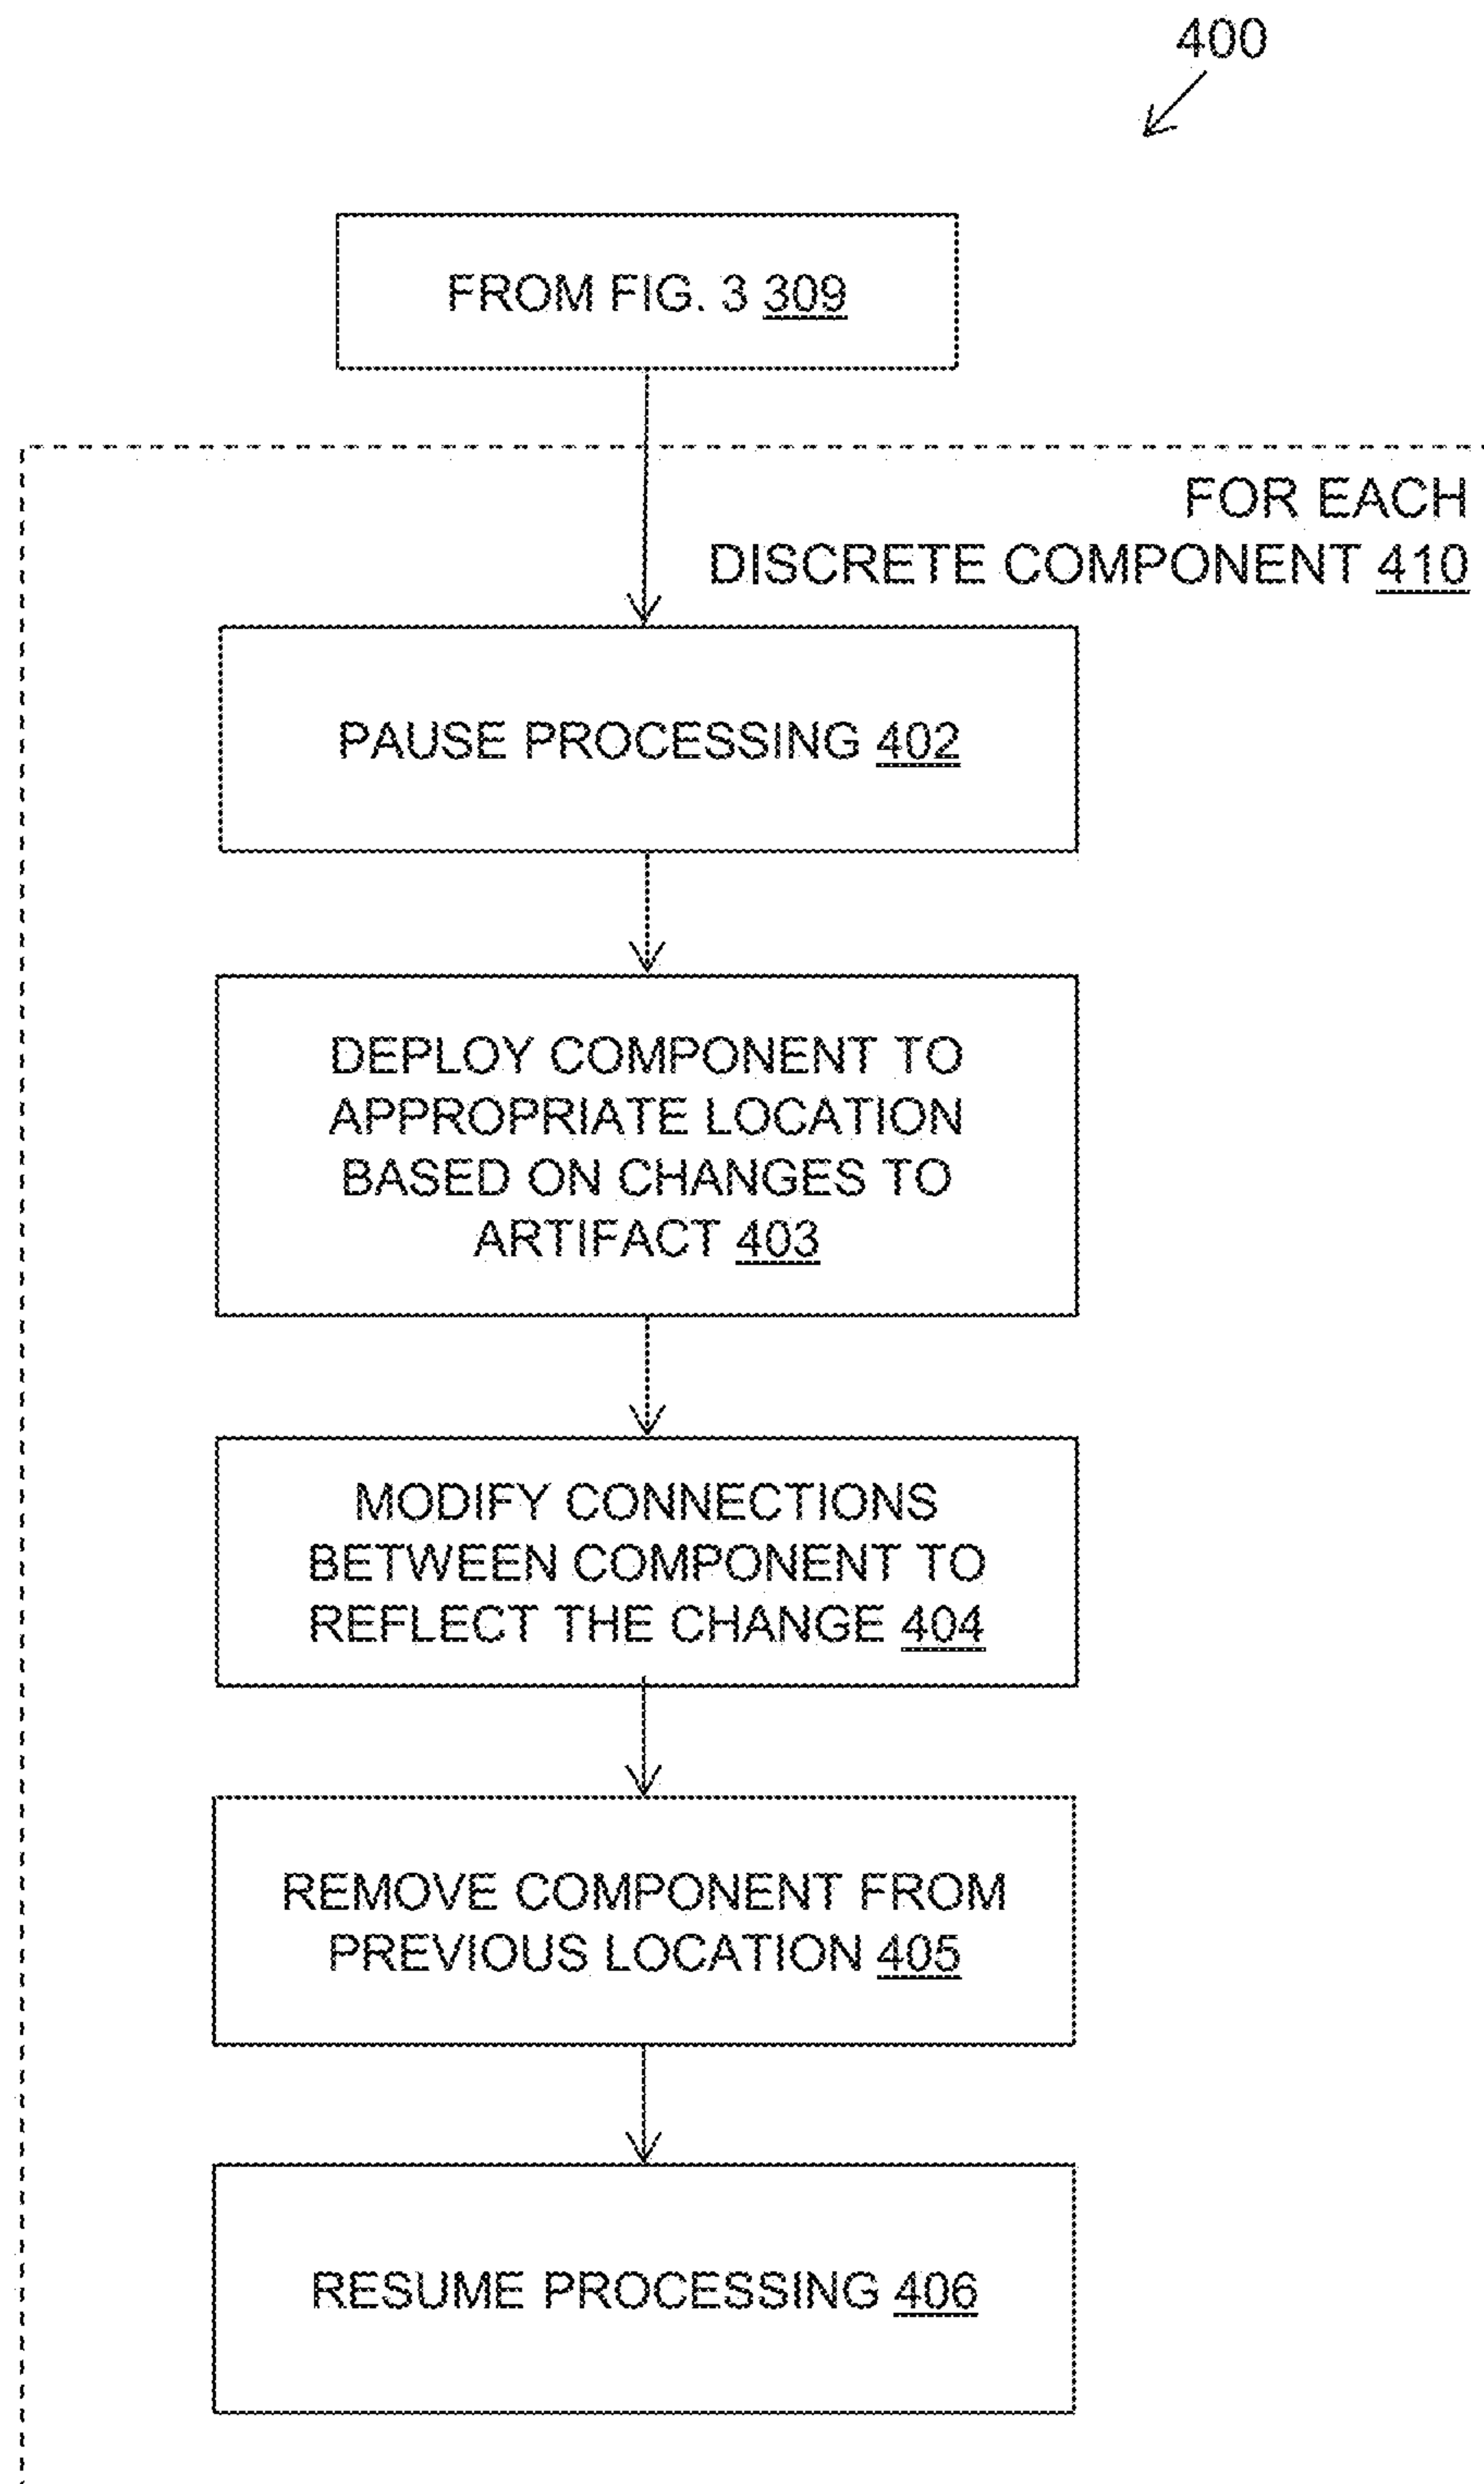 400
FROM FIG. 3 309
FOR EACH
DISCRETE COMPONENT 410
PAUSE PROCESSING 402
DEPLOY COMPONENT TO
APPROPRIATE LOCATION
BASED ON CHANGES TO
ARTIFACT 403
MODIFY CONNECTIONS
BETWEEN COMPONENT TO
REFLECT THE CHANGE 404
REMOVE COMPONENT FROM
PREVIOUS LOCATION 405
RESUME PROCESSING 406